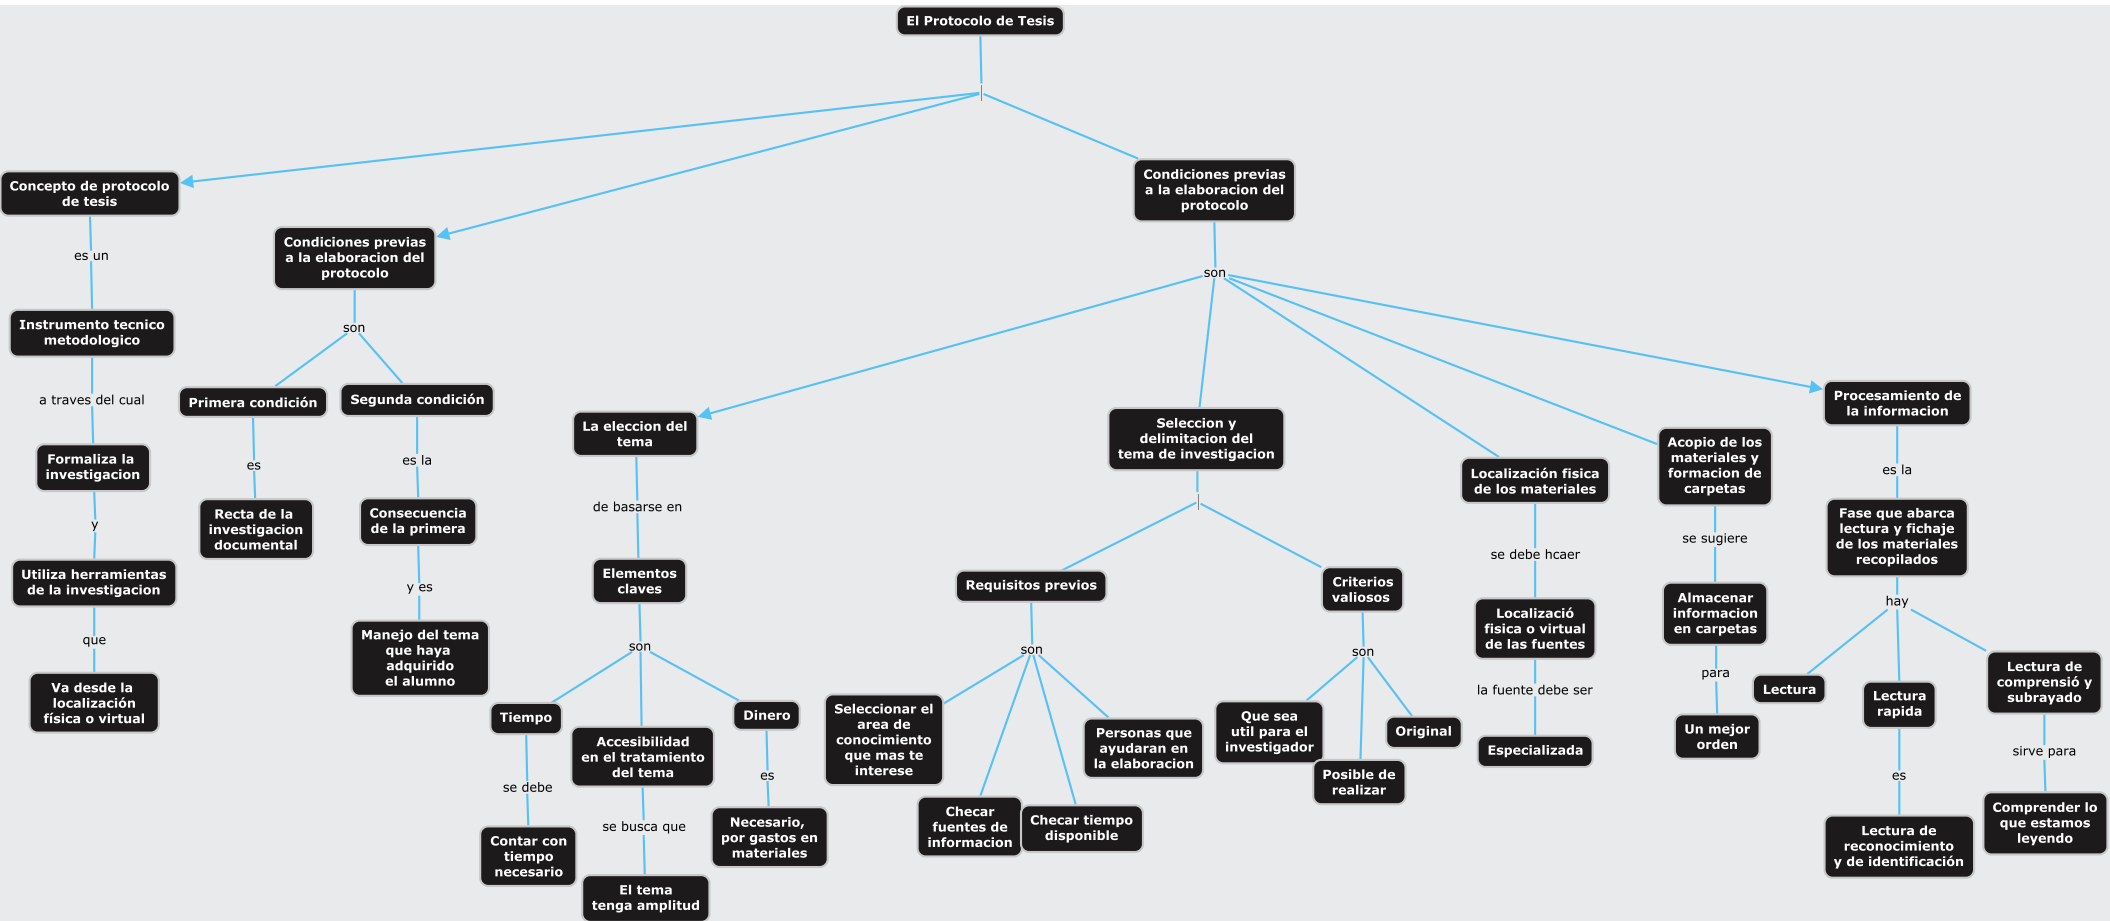 El Protocolo de Tesis
Concepto de protocolo
de tesis
es un
Instrumento tecnico
metodologico
a traves del cual
Formaliza la
investigacion
y
Utiliza herramientas
de la investigacion
que
Va desde la
localización
física o virtual
Condiciones previas
a la elaboracion del
protocolo
son
Primera condición
es
Recta de la
investigacion
documental
Segunda condición
es la
Consecuencia
de la primera
y es
Manejo del tema
que haya
adquirido
el alumno
Condiciones previas
a la elaboracion del
protocolo
son
La eleccion del
tema
de basarse en
Elementos
claves
son
Tiempo
se debe
Contar con
tiempo
necesario
Accesibilidad
en el tratamiento
del tema
se busca que
El tema
tenga amplitud
Dinero
es
Necesario,
por gastos en
materiales
Seleccion y
delimitacion del
tema de investigacion
Requisitos previos
son
Seleccionar el
area de
conocimiento
que mas te
interese
Checar
fuentes de
informacion
Checar tiempo
disponible
Personas que
ayudaran en
la elaboracion
Criterios
valiosos
son
Que sea
util para el
investigador
Posible de
realizar
Original
Localización fisica
de los materiales
se debe hcaer
Localizació
fisica o virtual
de las fuentes
la fuente debe ser
Especializada
Acopio de los
materiales y
formacion de
carpetas
se sugiere
Almacenar
informacion
en carpetas
para
Un mejor
orden
Procesamiento de
la informacion
es la
Fase que abarca
lectura y fichaje
de los materiales
recopilados
hay
Lectura
Lectura
rapida
es
Lectura de
reconocimiento
y de identificación
Lectura de
comprensió y
subrayado
sirve para
Comprender lo
que estamos
leyendo